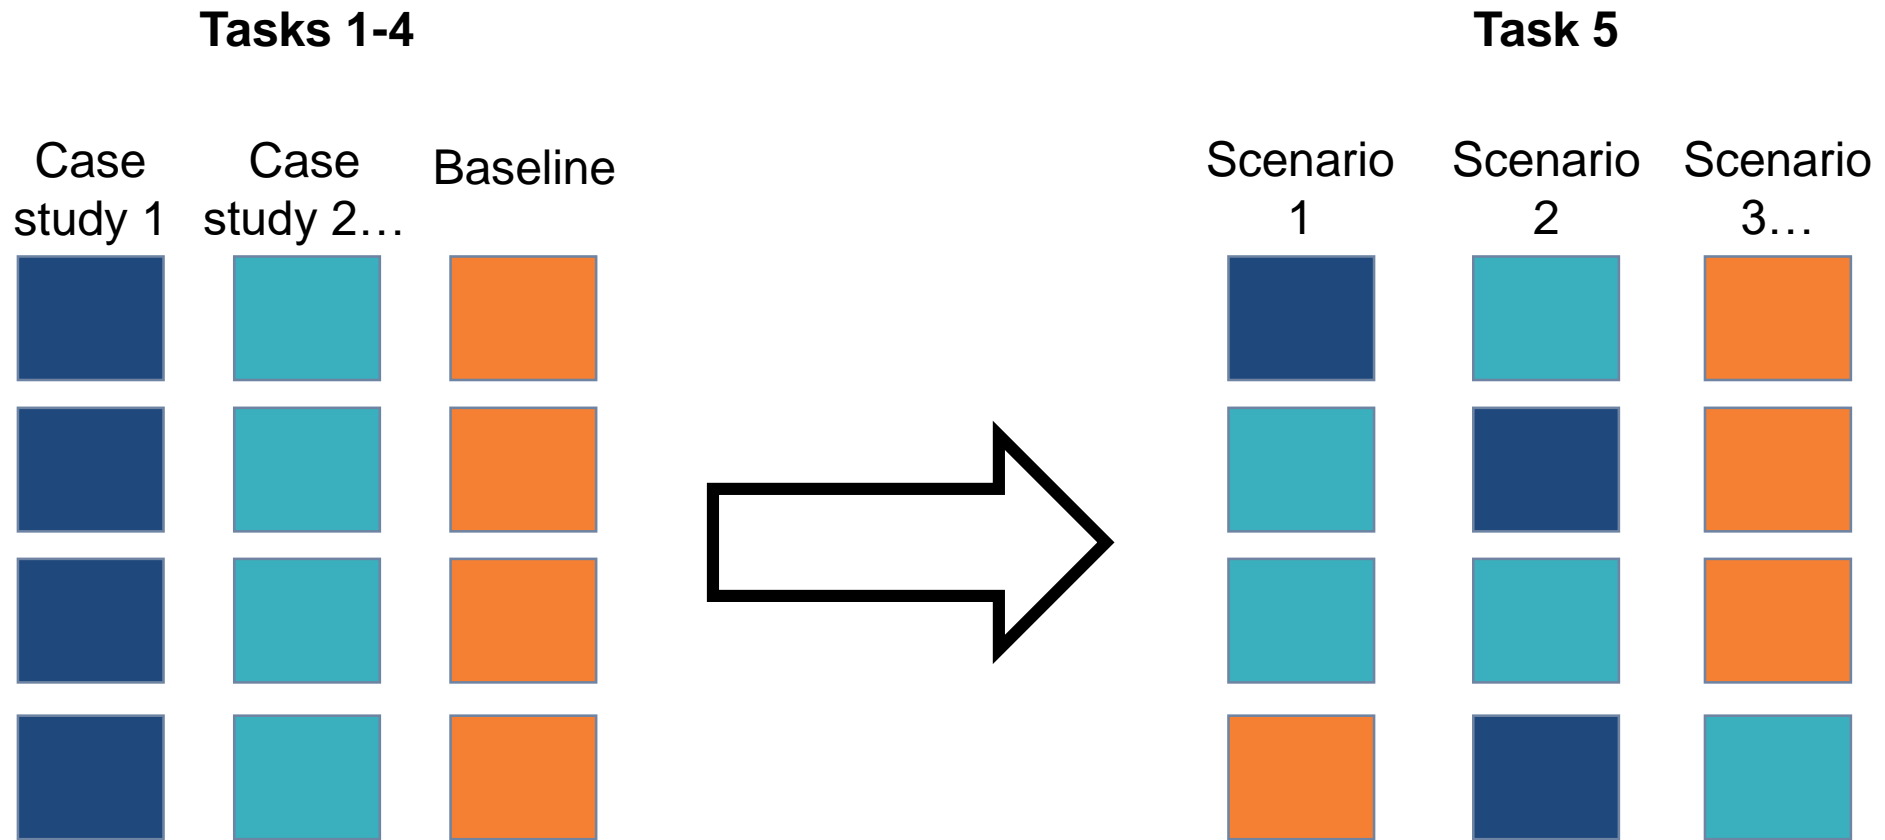 Tasks 1-4
Task 5
Case
study 1
Case
study 2…
Baseline
Scenario
1
Scenario
2
Scenario
3…